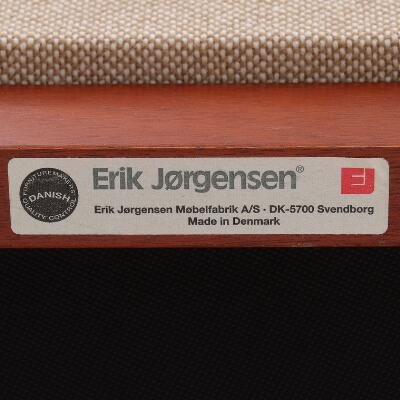 FURNITUREMAKERS'
DANISH
QUALITY CONTROL
Erik Jørgensen®
EJ
Erik Jørgensen Møbelfabrik A/S · DK-5700 Svendborg
Made in Denmark